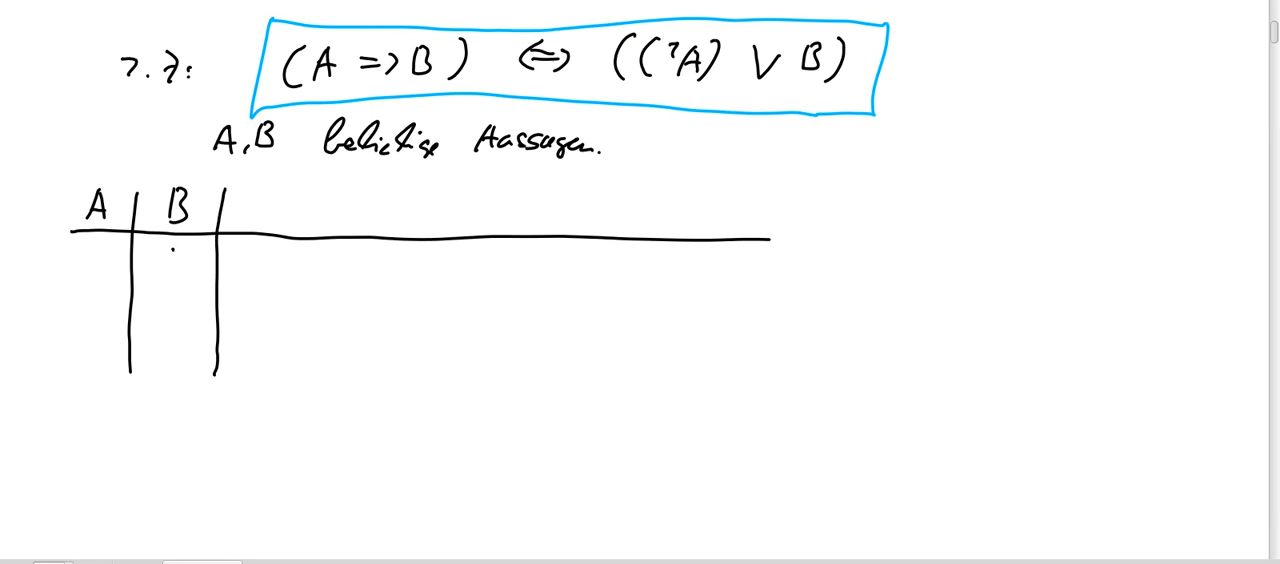 z.z: (A => B) <=> ((¬A) ∨ B)
A,B beliebige Aussagen.
A B